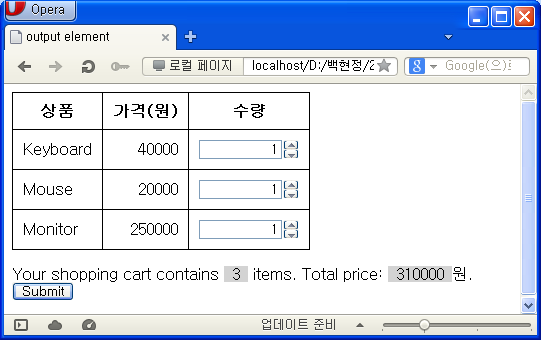 Opera
output element
로컬 페이지 localhost/D:/백현정/2
Google(으)로
상품 가격(원) 수량
Keyboard 40000 1
Mouse 20000 1
Monitor 250000 1
Your shopping cart contains 3 items. Total price: 310000 원.
Submit
업데이트 준비